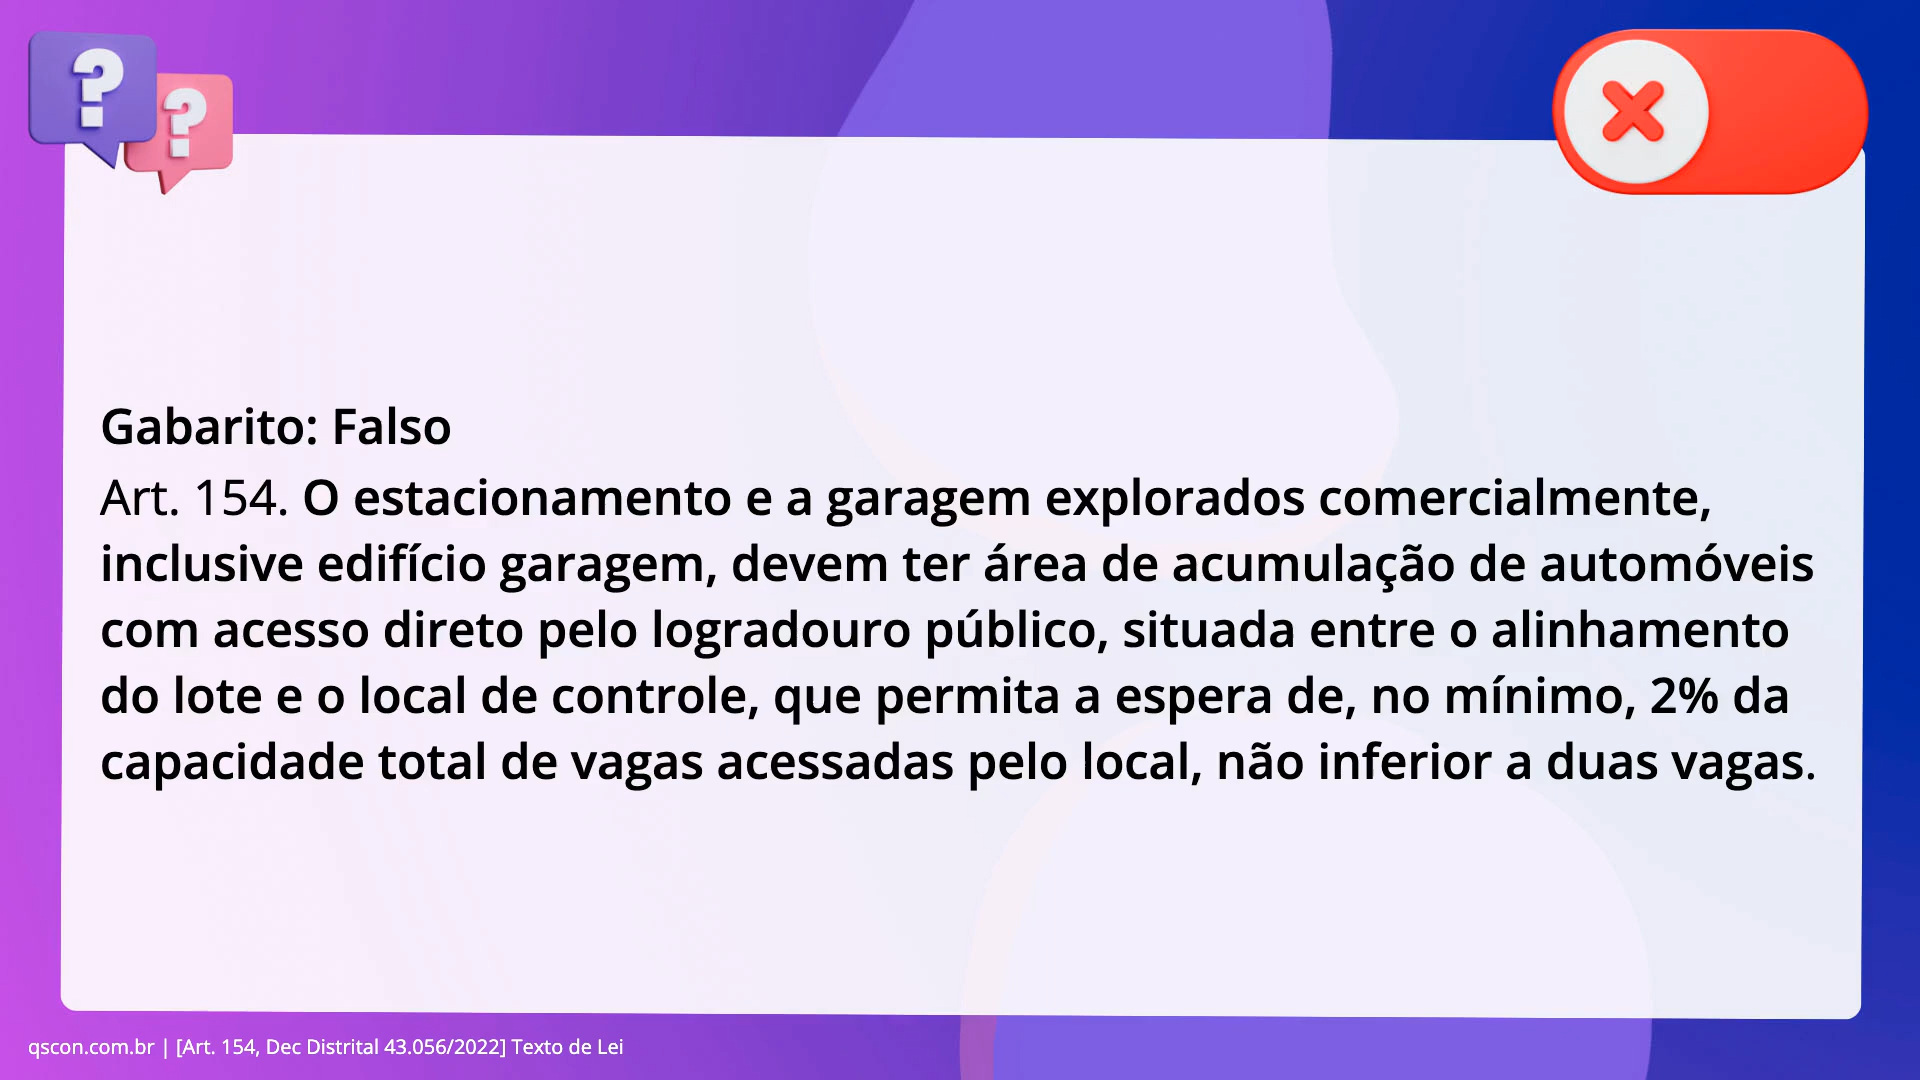 ?
?
Gabarito: Falso
Art. 154. O estacionamento e a garagem explorados comercialmente,
inclusive edifício garagem, devem ter área de acumulação de automóveis
com acesso direto pelo logradouro público, situada entre o alinhamento
do lote e o local de controle, que permita a espera de, no mínimo, 2% da
capacidade total de vagas acessadas pelo local, não inferior a duas vagas.
qscon.com.br | [Art. 154, Dec Distrital 43.056/2022] Texto de Lei